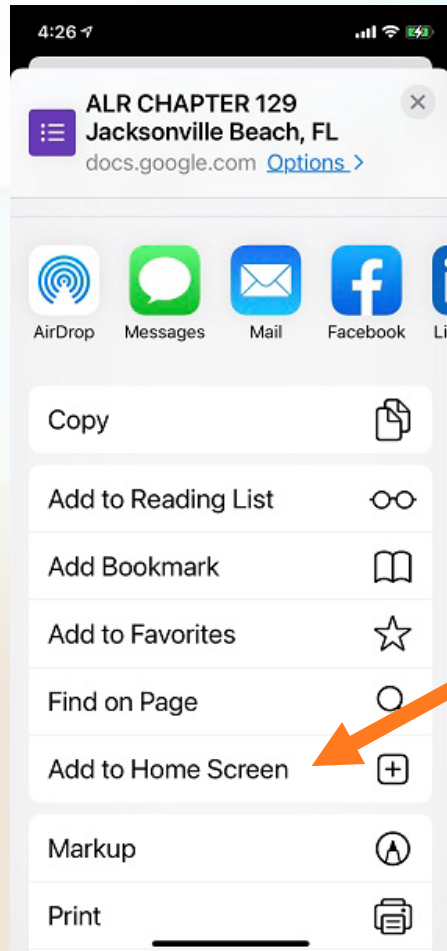 4:26
ALR CHAPTER 129
Jacksonville Beach, FL
docs.google.com Options >
AirDrop Messages Mail Facebook Li
Copy
Add to Reading List
Add Bookmark
Add to Favorites
Find on Page
Add to Home Screen
Markup
Print